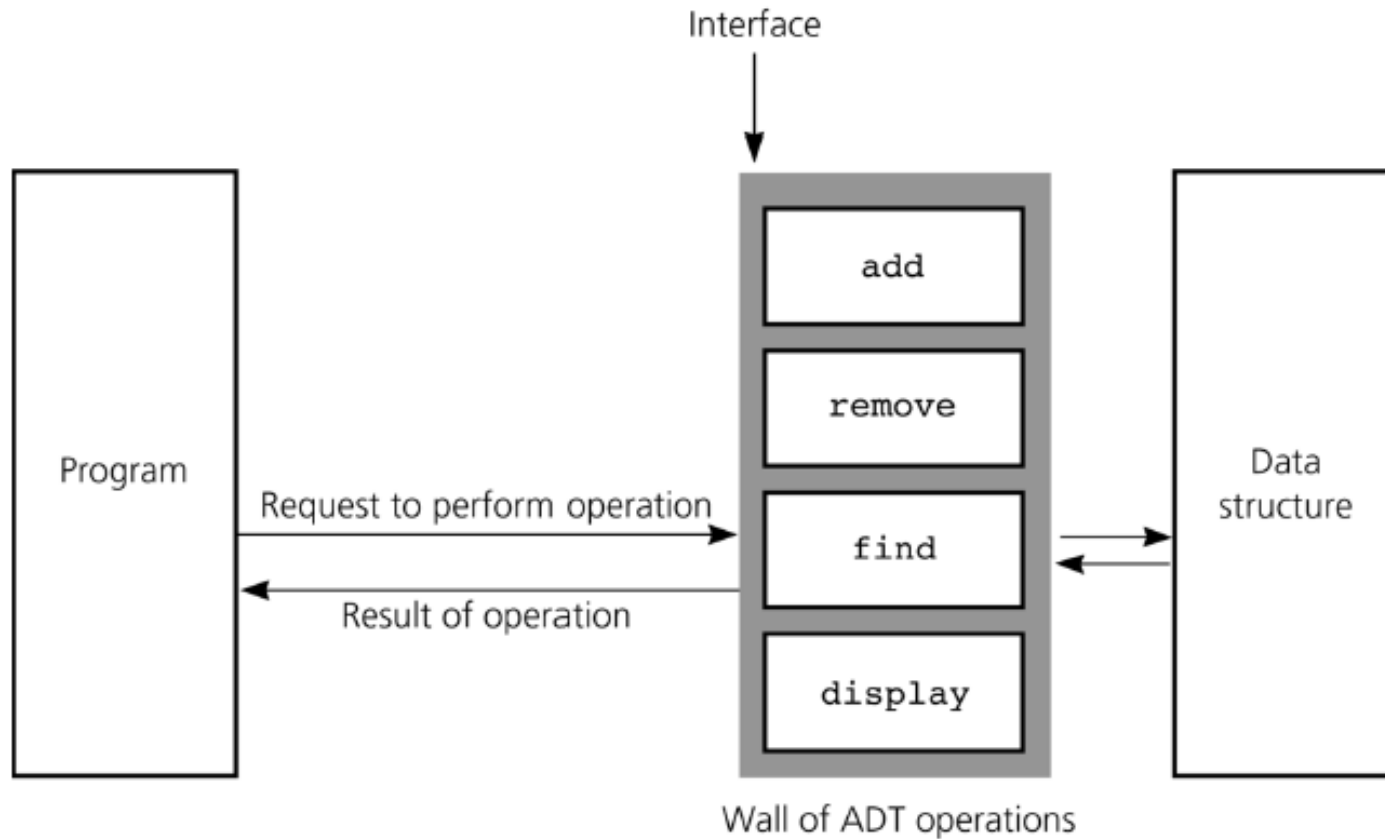 Interface
add
remove
Program
Request to perform operation
find
Data
structure
Result of operation
display
Wall of ADT operations